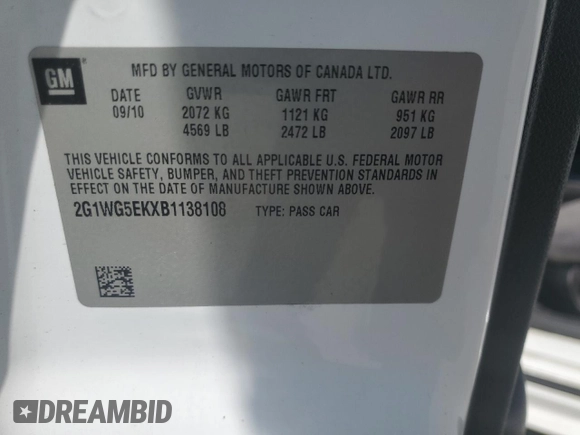 GM
MFD BY GENERAL MOTORS OF CANADA LTD.
DATE GVWR GAWR FRT GAWR RR
09/10 2072 KG 1121 KG 951 KG
4569 LB 2472 LB 2097 LB
THIS VEHICLE CONFORMS TO ALL APPLICABLE U.S. FEDERAL MOTOR
VEHICLE SAFETY, BUMPER, AND THEFT PREVENTION STANDARDS IN
EFFECT ON THE DATE OF MANUFACTURE SHOWN ABOVE.
2G1WG5EKXB1138108 TYPE: PASS CAR
DREAMBID